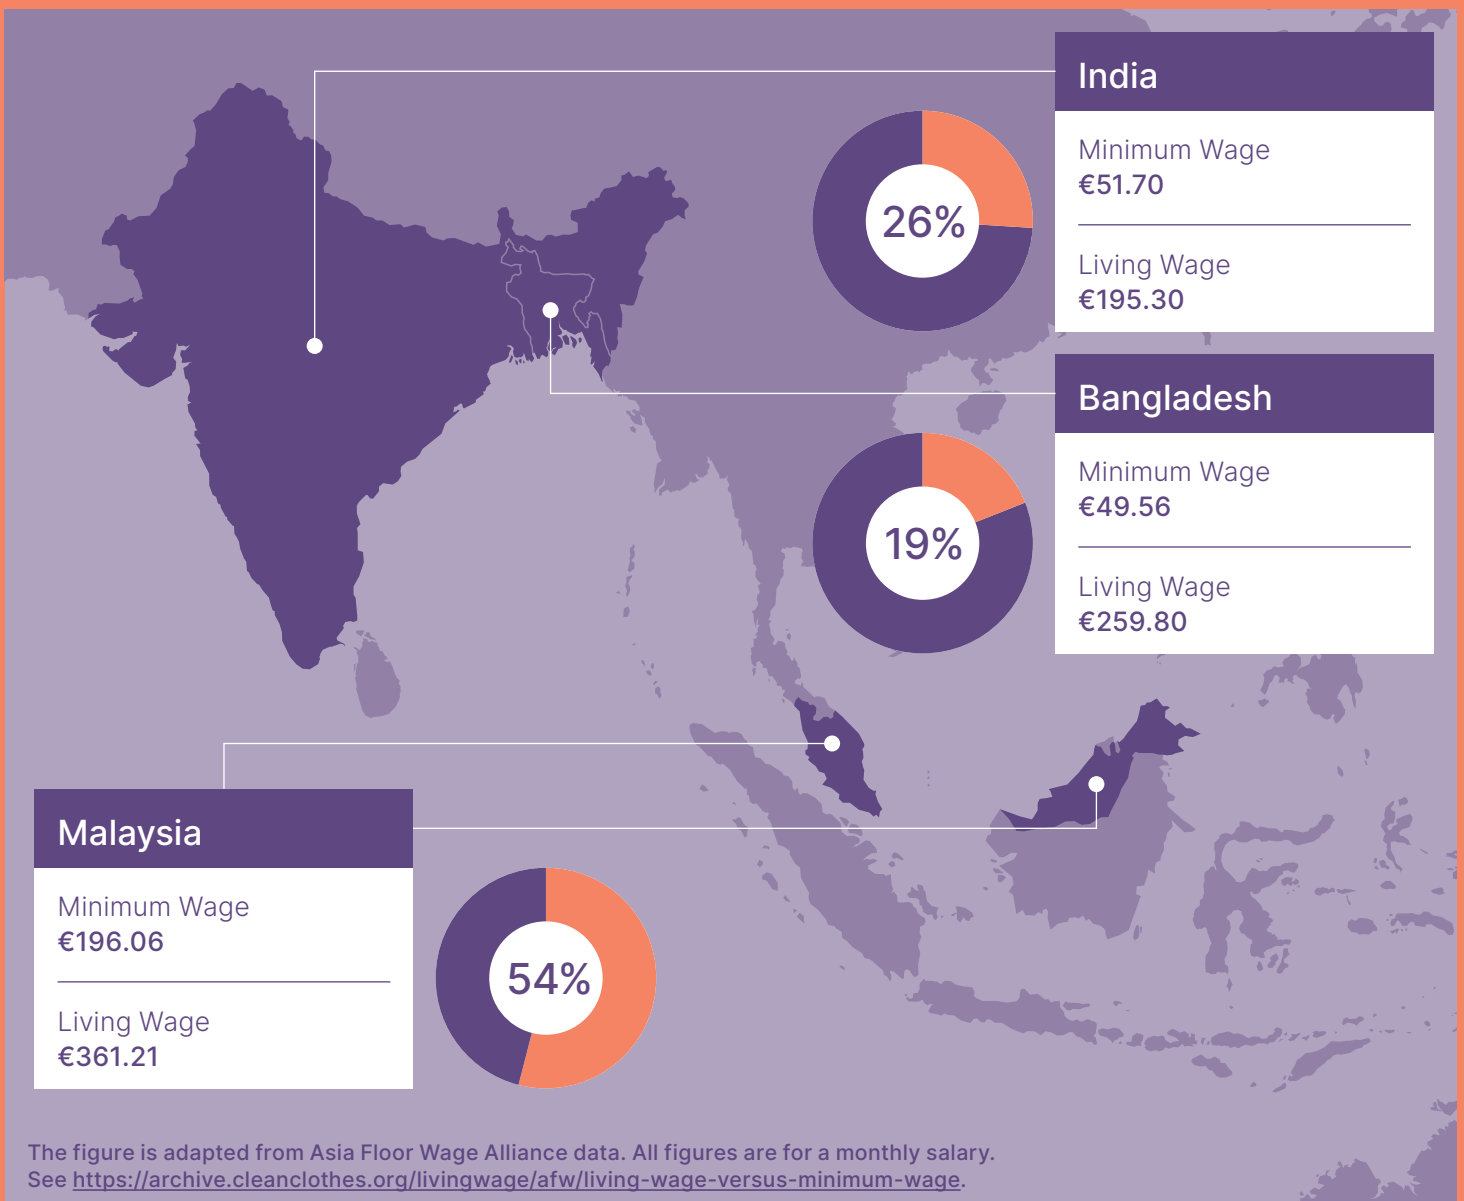 India
Minimum Wage
€51.70
Living Wage
€195.30
26%
Bangladesh
Minimum Wage
€49.56
Living Wage
€259.80
19%
Malaysia
Minimum Wage
€196.06
Living Wage
€361.21
54%
The figure is adapted from Asia Floor Wage Alliance data. All figures are for a monthly salary.
See https://archive.cleanclothes.org/livingwage/afw/living-wage-versus-minimum-wage.